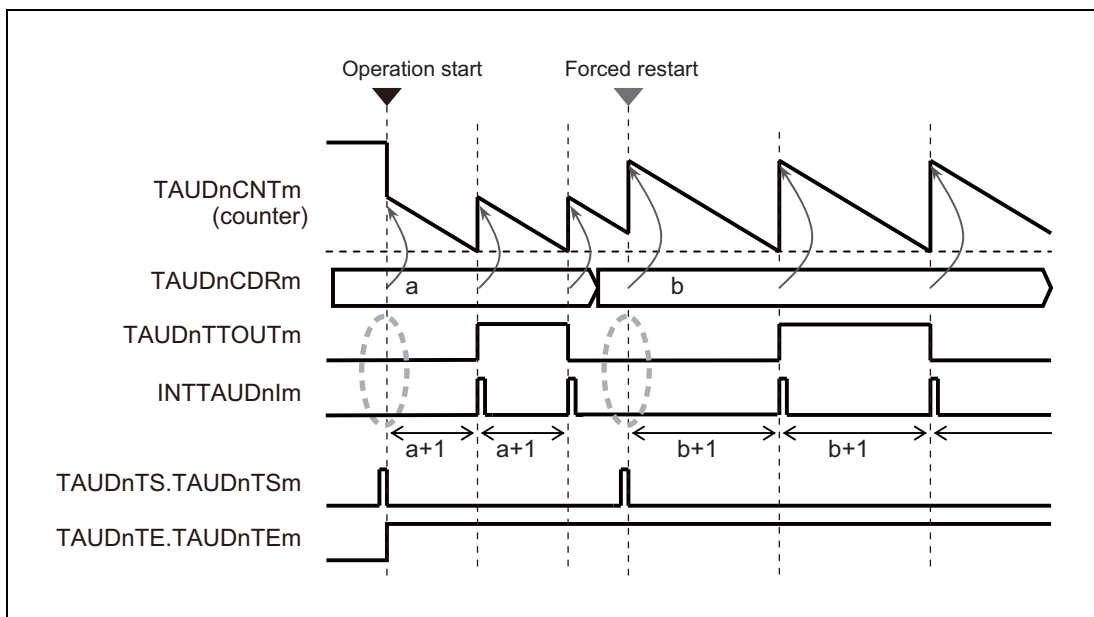 Operation start
Forced restart
TAUDnCNTm
(counter)
TAUDnCDRm
a
b
TAUDnTTOUTm
INTTAUDnIm
a+1
a+1
b+1
b+1
TAUDnTS.TAUDnTSm
TAUDnTE.TAUDnTEm